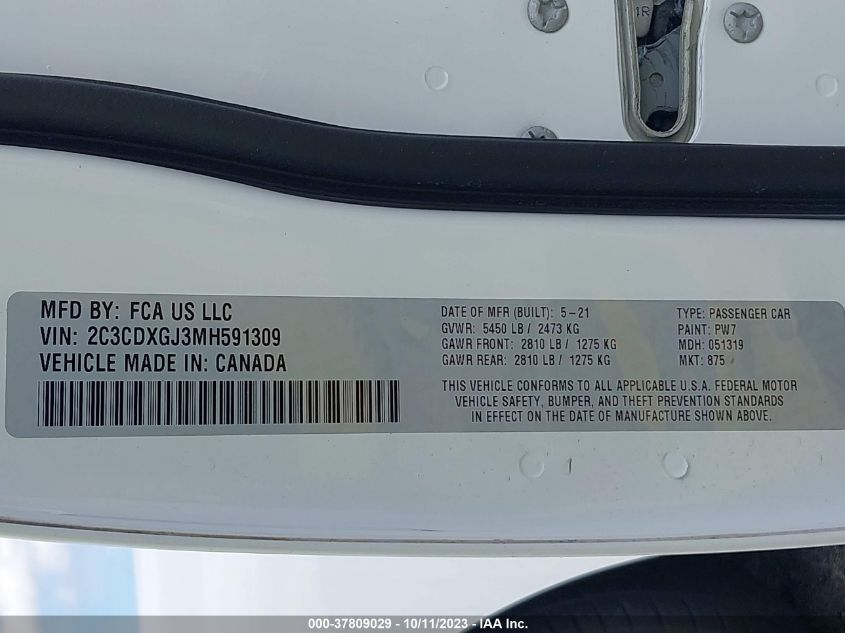 MFD BY: FCA US LLC
VIN: 2C3CDXGJ3MH591309
VEHICLE MADE IN: CANADA
DATE OF MFR (BUILT): 5-21
GVWR: 5450 LB / 2473 KG
GAWR FRONT: 2810 LB / 1275 KG
GAWR REAR: 2810 LB / 1275 KG
TYPE: PASSENGER CAR
PAINT: PW7
MDH: 051319
MKT: 875
THIS VEHICLE CONFORMS TO ALL APPLICABLE U.S.A. FEDERAL MOTOR
VEHICLE SAFETY, BUMPER, AND THEFT PREVENTION STANDARDS
IN EFFECT ON THE DATE OF MANUFACTURE SHOWN ABOVE.
000-37809029 - 10/11/2023 - IAA Inc.